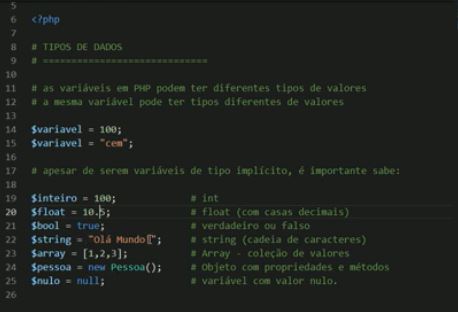 5
6 <?php
7
8 # TIPOS DE DADOS
9 # =============================
10
11 # as variáveis em PHP podem ter diferentes tipos de valores
12 # a mesma variável pode ter tipos diferentes de valores
13
14 $variavel = 100;
15 $variavel = "cem";
16
17 # apesar de serem variáveis de tipo implícito, é importante sabe:
18
19 $inteiro = 100; # int
20 $float = 10.5; # float (com casas decimais)
21 $bool = true; # verdadeiro ou falso
22 $string = "Olá Mundo"; # string (cadeia de caracteres)
23 $array = [1,2,3]; # Array - coleção de valores
24 $pessoa = new Pessoa(); # Objeto com propriedades e métodos
25 $nulo = null; # variável com valor nulo.
26